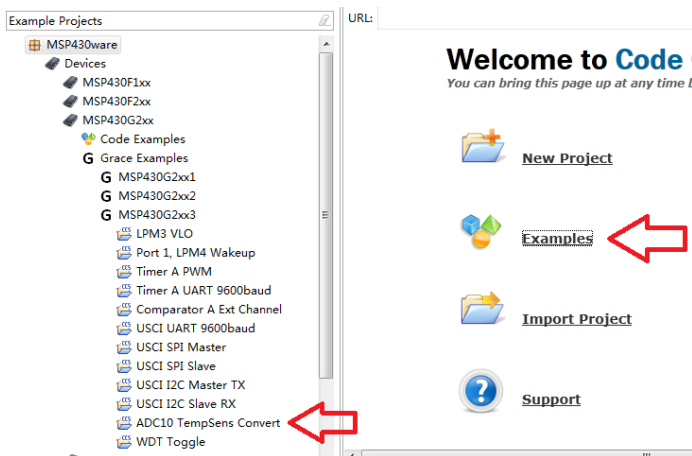 Example Projects
MSP430ware
Devices
MSP430F1xx
MSP430F2xx
MSP430G2xx
Code Examples
G Grace Examples
G MSP430G2xx1
G MSP430G2xx2
G MSP430G2xx3
LPM3 VLO
Port 1, LPM4 Wakeup
Timer A PWM
Timer A UART 9600baud
Comparator A Ext Channel
USCI UART 9600baud
USCI SPI Master
USCI SPI Slave
USCI I2C Master TX
USCI I2C Slave RX
ADC10 TempSens Convert
WDT Toggle
URL:
Welcome to Code
You can bring this page up at any time
New Project
Examples
Import Project
Support